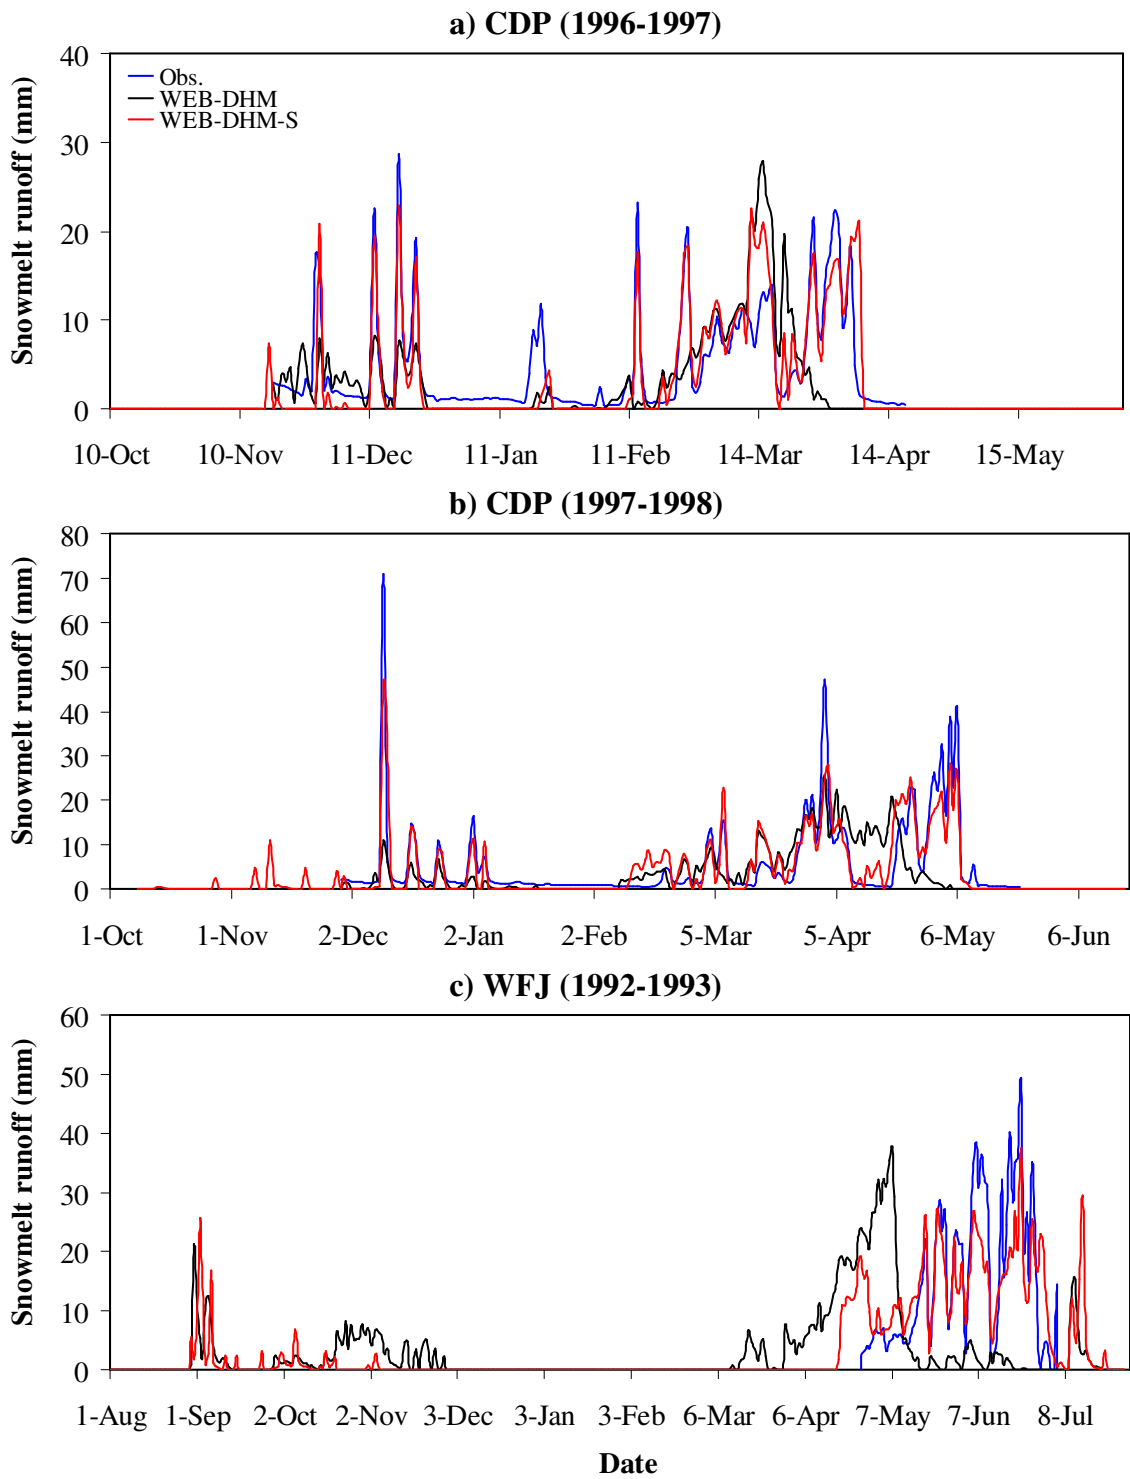 a) CDP (1996-1997)
Snowmelt runoff (mm)
40
30
20
10
0
Obs.
WEB-DHM
WEB-DHM-S
10-Oct 10-Nov 11-Dec 11-Jan 11-Feb 14-Mar 14-Apr 15-May
b) CDP (1997-1998)
Snowmelt runoff (mm)
80
70
60
50
40
30
20
10
0
1-Oct 1-Nov 2-Dec 2-Jan 2-Feb 5-Mar 5-Apr 6-May 6-Jun
c) WFJ (1992-1993)
Snowmelt runoff (mm)
60
50
40
30
20
10
0
1-Aug 1-Sep 2-Oct 2-Nov 3-Dec 3-Jan 3-Feb 6-Mar 6-Apr 7-May 7-Jun 8-Jul
Date